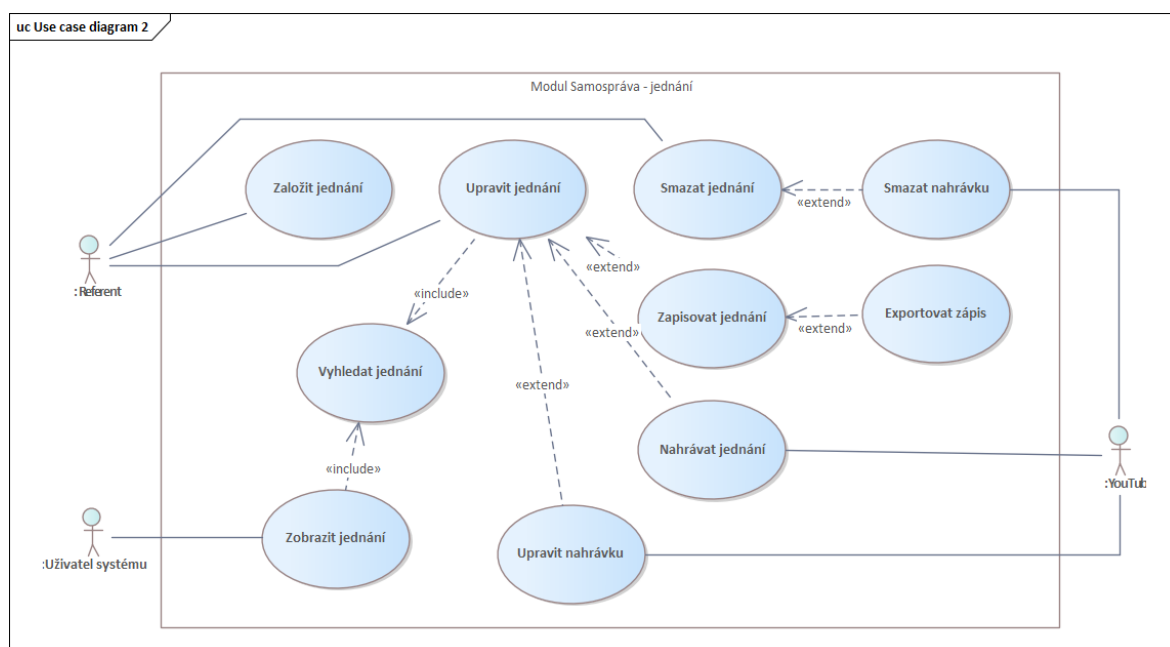 uc Use case diagram 2
Modul Samospráva - jednání
Založit jednání
Upravit jednání
Smazat jednání
«extend»
Smazat nahrávku
:Referent
«include»
«extend»
Zapisovat jednání
«extend»
Exportovat zápis
«extend»
Vyhledat jednání
«extend»
Nahrávat jednání
:YouTub
«include»
Zobrazit jednání
Upravit nahrávku
:Uživatel systému